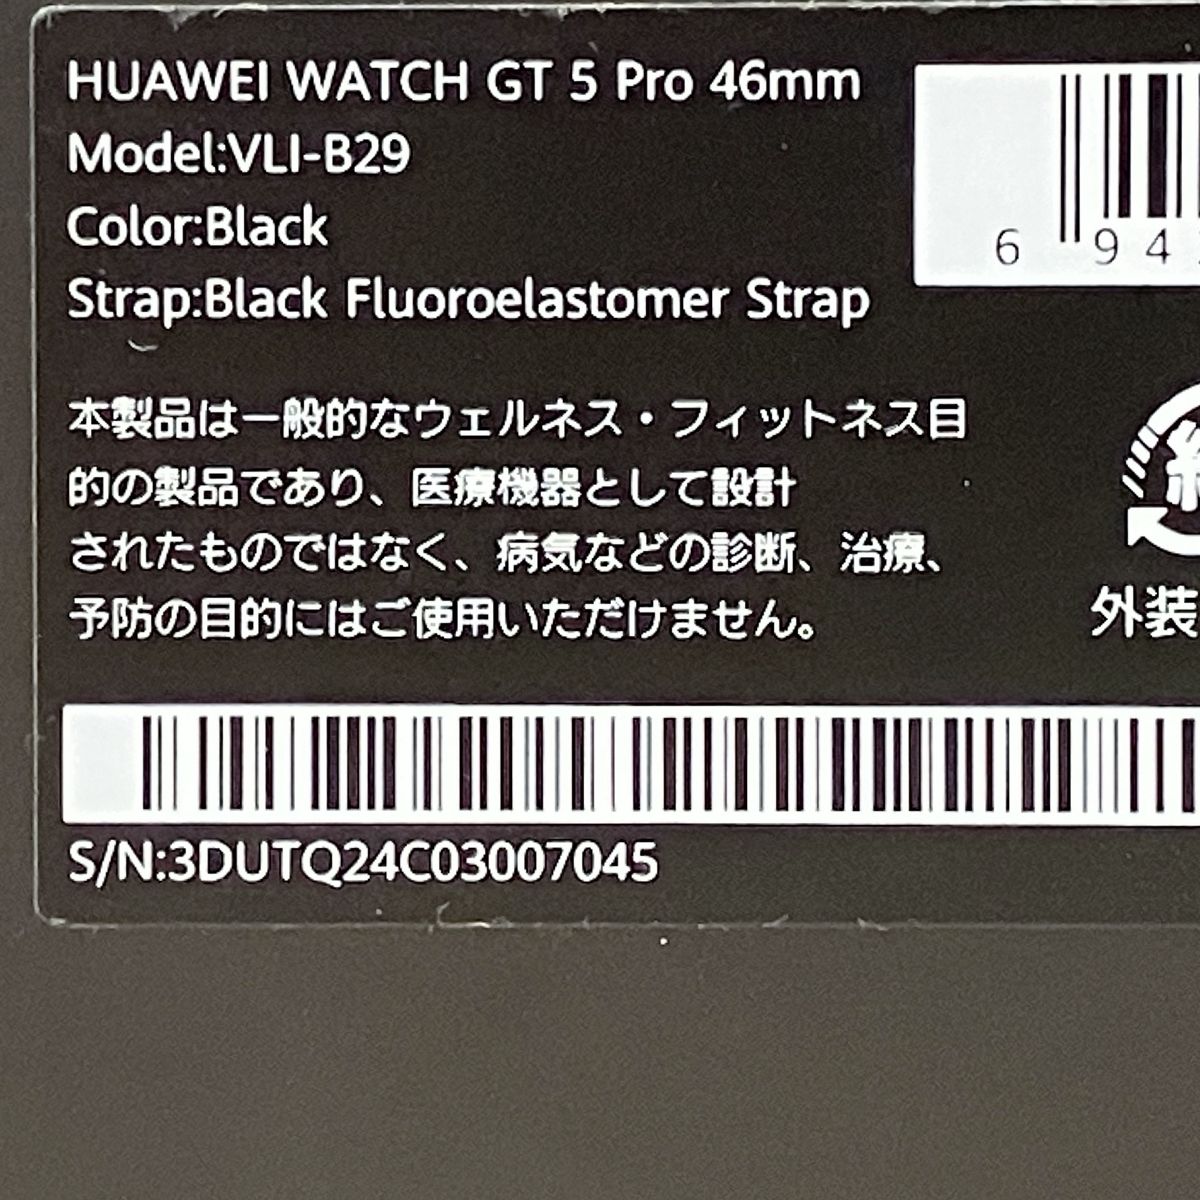 HUAWEI WATCH GT 5 Pro 46mm
Model:VLI-B29
Color:Black
Strap:Black Fluoroelastomer Strap
6 94
本製品は一般的なウェルネス・フィットネス目
的の製品であり、医療機器として設計
されたものではなく、病気などの診断、治療、
予防の目的にはご使用いただけません。
外装
S/N:3DUTQ24C03007045